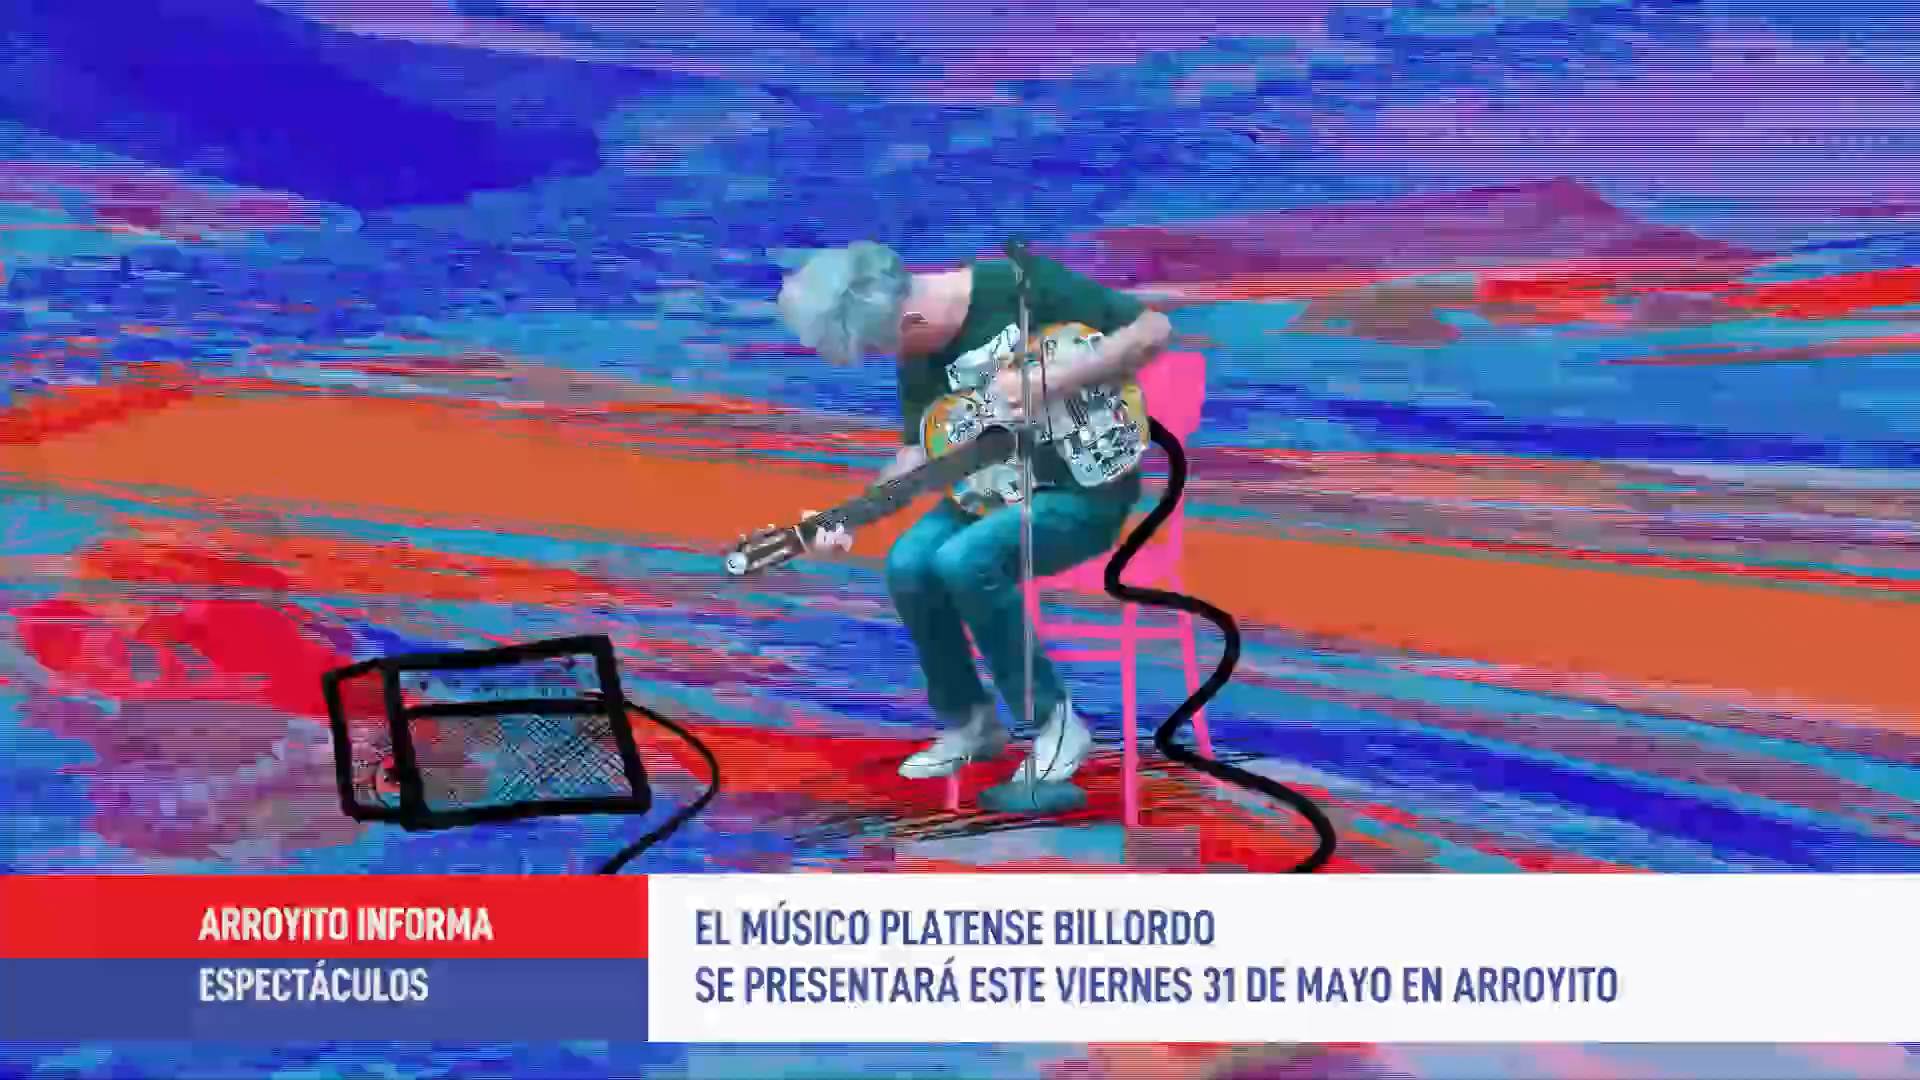 ARROYITO INFORMA
ESPECTÁCULOS
EL MÚSICO PLATENSE BILLORDO
SE PRESENTARÁ ESTE VIERNES 31 DE MAYO EN ARROYITO